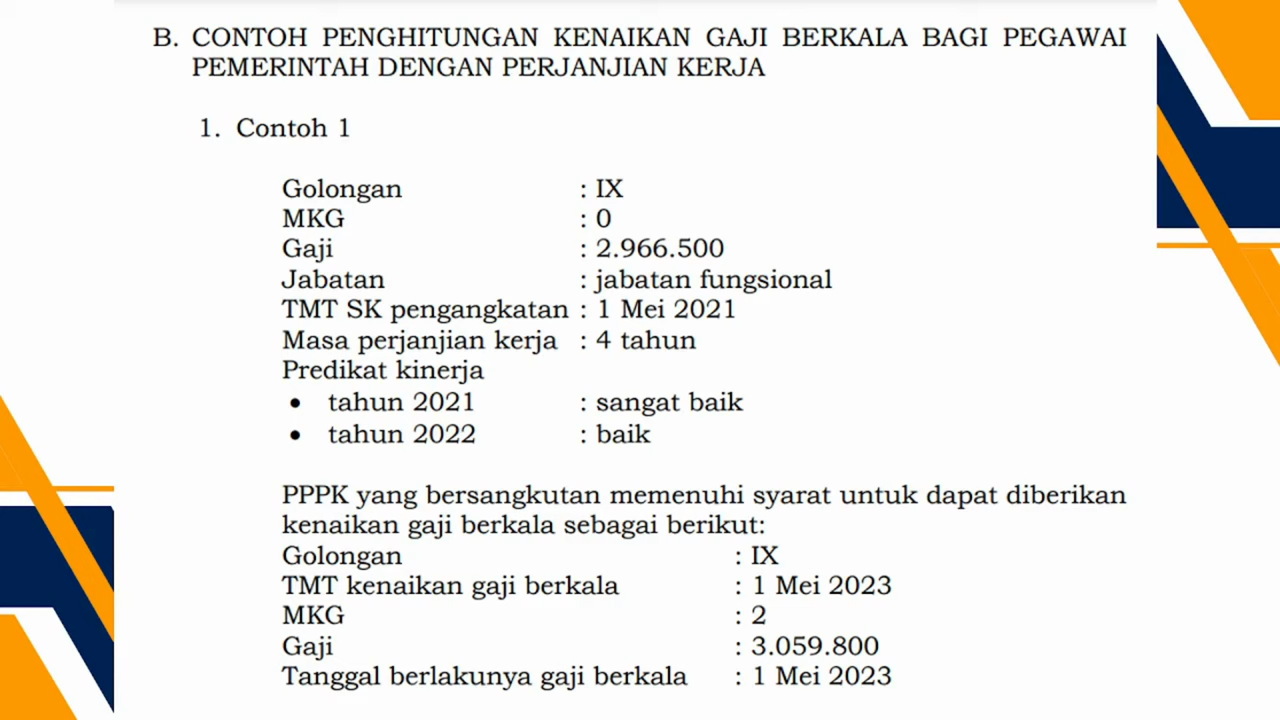 B. CONTOH PENGHITUNGAN KENAIKAN GAJI BERKALA BAGI PEGAWAI
PEMERINTAH DENGAN PERJANJIAN KERJA
1. Contoh 1
Golongan : IX
MKG : 0
Gaji : 2.966.500
Jabatan : jabatan fungsional
TMT SK pengangkatan : 1 Mei 2021
Masa perjanjian kerja : 4 tahun
Predikat kinerja
• tahun 2021 : sangat baik
• tahun 2022 : baik
PPPK yang bersangkutan memenuhi syarat untuk dapat diberikan
kenaikan gaji berkala sebagai berikut:
Golongan : IX
TMT kenaikan gaji berkala : 1 Mei 2023
MKG : 2
Gaji : 3.059.800
Tanggal berlakunya gaji berkala : 1 Mei 2023